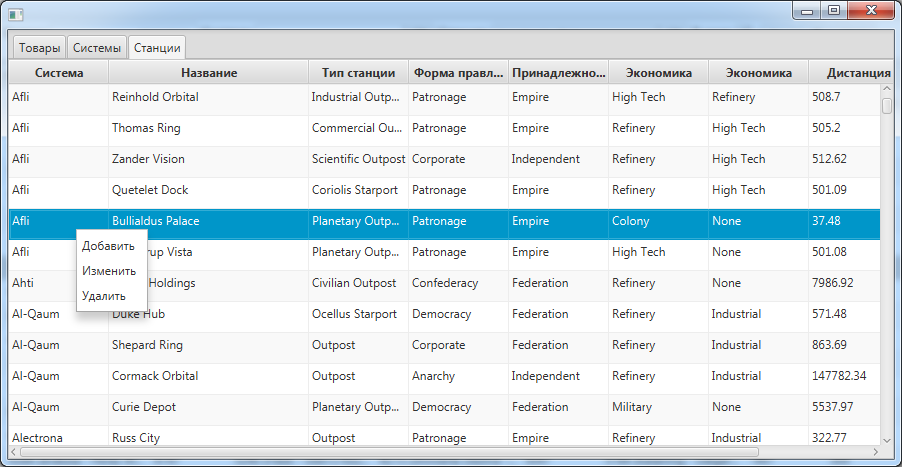 Товары Системы Станции
Система Название Тип станции Форма правл... Принадлежно... Экономика Экономика Дистанция
Afli Reinhold Orbital Industrial Outp... Patronage Empire High Tech Refinery 508.7
Afli Thomas Ring Commercial Ou... Patronage Empire Refinery High Tech 505.2
Afli Zander Vision Scientific Outpost Corporate Independent Refinery High Tech 512.62
Afli Quetelet Dock Coriolis Starport Patronage Empire Refinery High Tech 501.09
Afli Bullialdus Palace Planetary Outp... Patronage Empire Colony None 37.48
Добавить
Afli rup Vista Planetary Outp... Patronage Empire High Tech None 501.08
Изменить
Ahti Holdings Civilian Outpost Confederacy Federation Refinery None 7986.92
Удалить
Al-Qaum Duke Hub Ocellus Starport Democracy Federation Refinery Industrial 571.48
Al-Qaum Shepard Ring Outpost Corporate Federation Refinery Industrial 863.69
Al-Qaum Cormack Orbital Outpost Anarchy Independent Refinery Industrial 147782.34
Al-Qaum Curie Depot Planetary Outp... Democracy Federation Military None 5537.97
Alectrona Russ City Outpost Patronage Empire Refinery Industrial 322.77